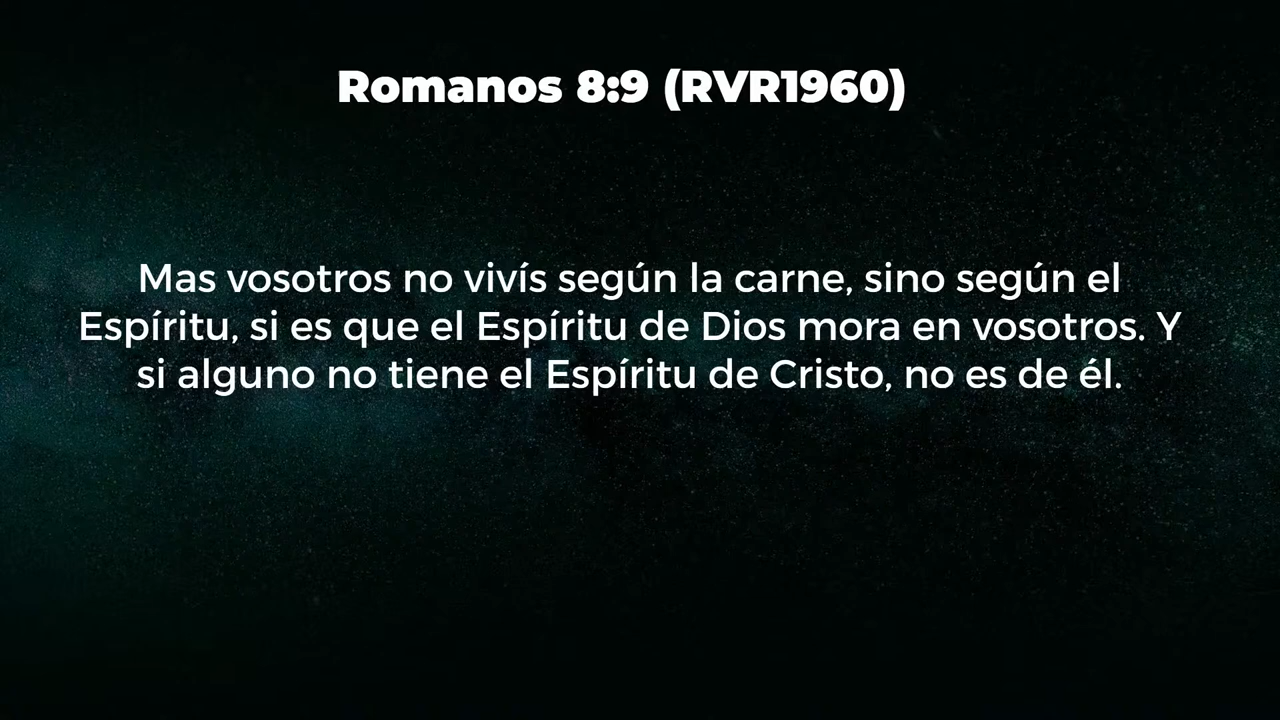 Romanos 8:9 (RVR1960)
Mas vosotros no vivís según la carne, sino según el
Espíritu, si es que el Espíritu de Dios mora en vosotros. Y
si alguno no tiene el Espíritu de Cristo, no es de él.